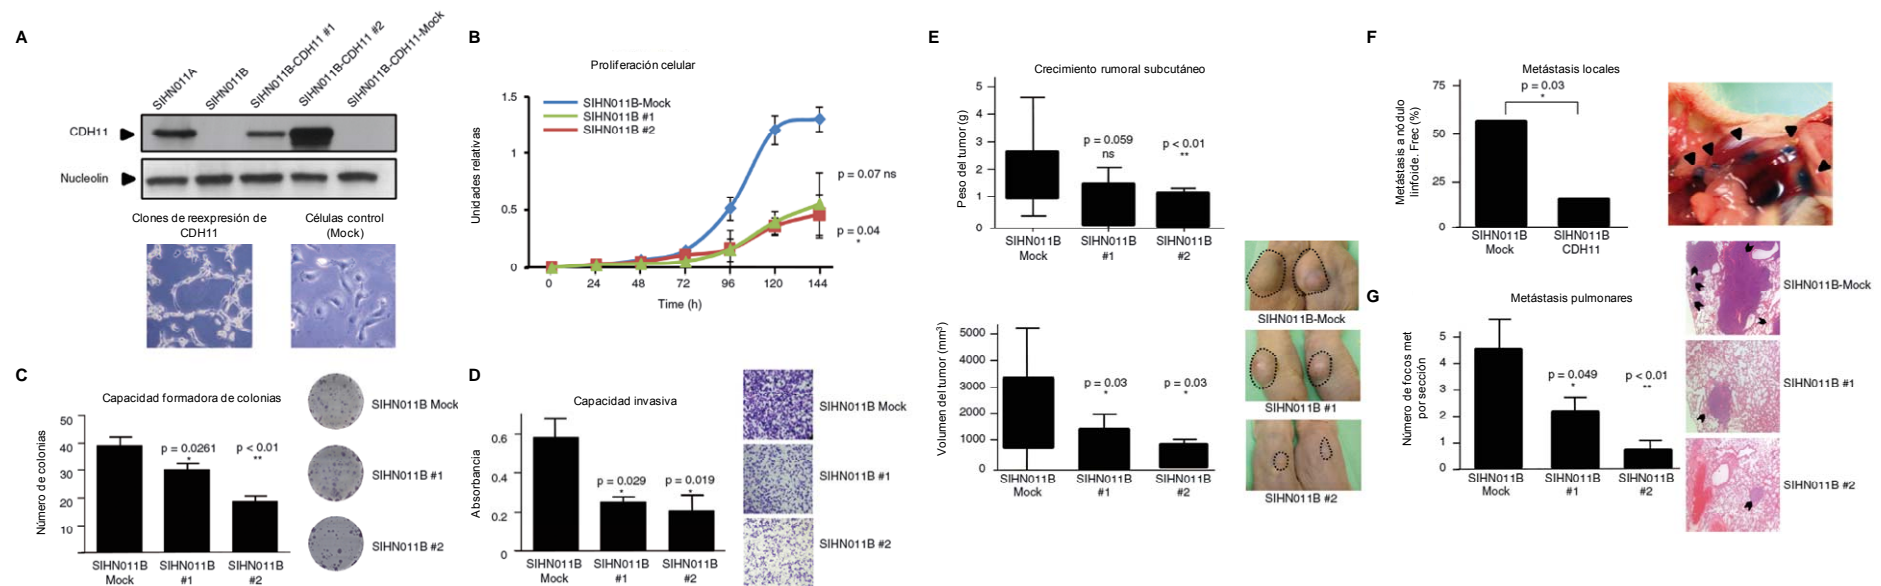 A
SIHN011A
SIHN011B
SIHN011B-CDH11 #1
SIHN011B-CDH11 #2
SIHN011B-CDH11-Mock
CDH11
Nucleolin
Clones de reexpresión de
CDH11
Células control
(Mock)
B
Proliferación celular
Unidades relativas
1.5
1
0.5
0
SIHN011B-Mock
SIHN011B #1
SIHN011B #2
p = 0.07 ns
p = 0.04
*
0 24 48 72 96 120 144
Time (h)
C
Capacidad formadora de colonias
Número de colonias
50
40
30
20
10
p = 0.0261
*
p < 0.01
**
SIHN011B
Mock
SIHN011B
#1
SIHN011B
#2
SIHN011B Mock
SIHN011B #1
SIHN011B #2
D
Capacidad invasiva
Absorbancia
0.6
0.4
0.2
0
p = 0.029
*
p = 0.019
*
SIHN011B
Mock
SIHN011B
#1
SIHN011B
#2
SIHN011B Mock
SIHN011B #1
SIHN011B #2
E
Crecimiento rumoral subcutáneo
Peso del tumor (g)
5
4
3
2
1
0
p = 0.059
ns
p < 0.01
**
SIHN011B
Mock
SIHN011B
#1
SIHN011B
#2
Volumen del tumor (mm³)
5000
4000
3000
2000
1000
0
p = 0.03
*
p = 0.03
*
SIHN011B
Mock
SIHN011B
#1
SIHN011B
#2
SIHN011B-Mock
SIHN011B #1
SIHN011B #2
F
Metástasis locales
Metástasis a nódulo
linfoide. Frec (%)
75
50
25
0
p = 0.03
*
SIHN011B
Mock
SIHN011B
CDH11
G
Metástasis pulmonares
Número de focos met
por sección
5
4
3
2
1
0
p = 0.049
*
p < 0.01
**
SIHN011B
Mock
SIHN011B
#1
SIHN011B
#2
SIHN011B-Mock
SIHN011B #1
SIHN011B #2